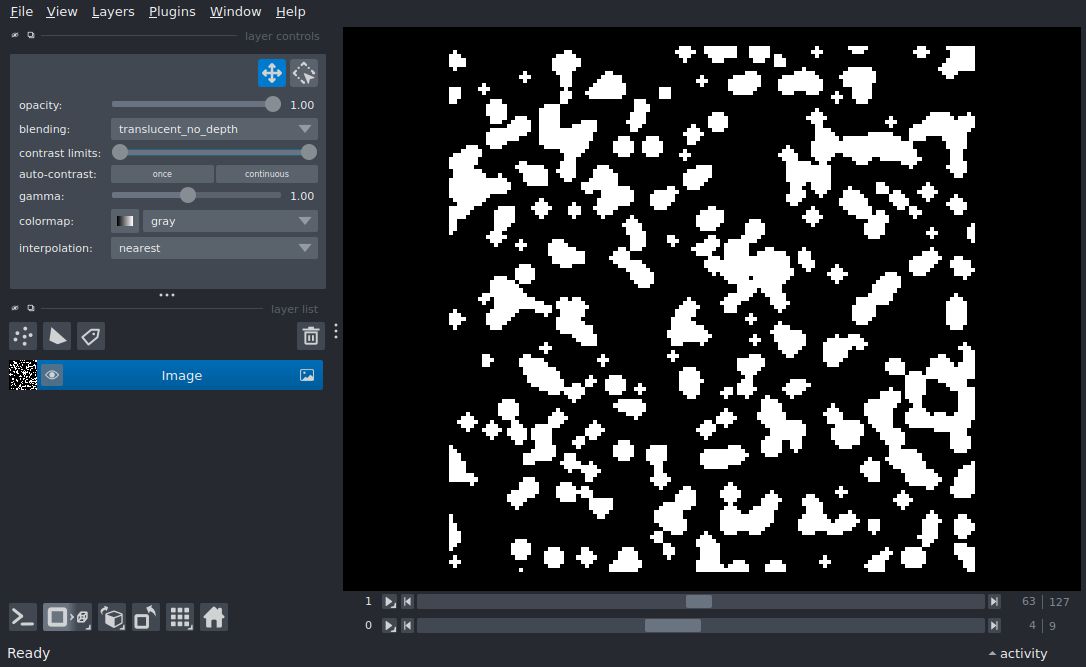 File View Layers Plugins Window Help
layer controls
opacity: 1.00
blending: translucent_no_depth
contrast limits:
auto-contrast: once continuous
gamma: 1.00
colormap: gray
interpolation: nearest
layer list
Image
1 63 127
0 4 9
Ready activity